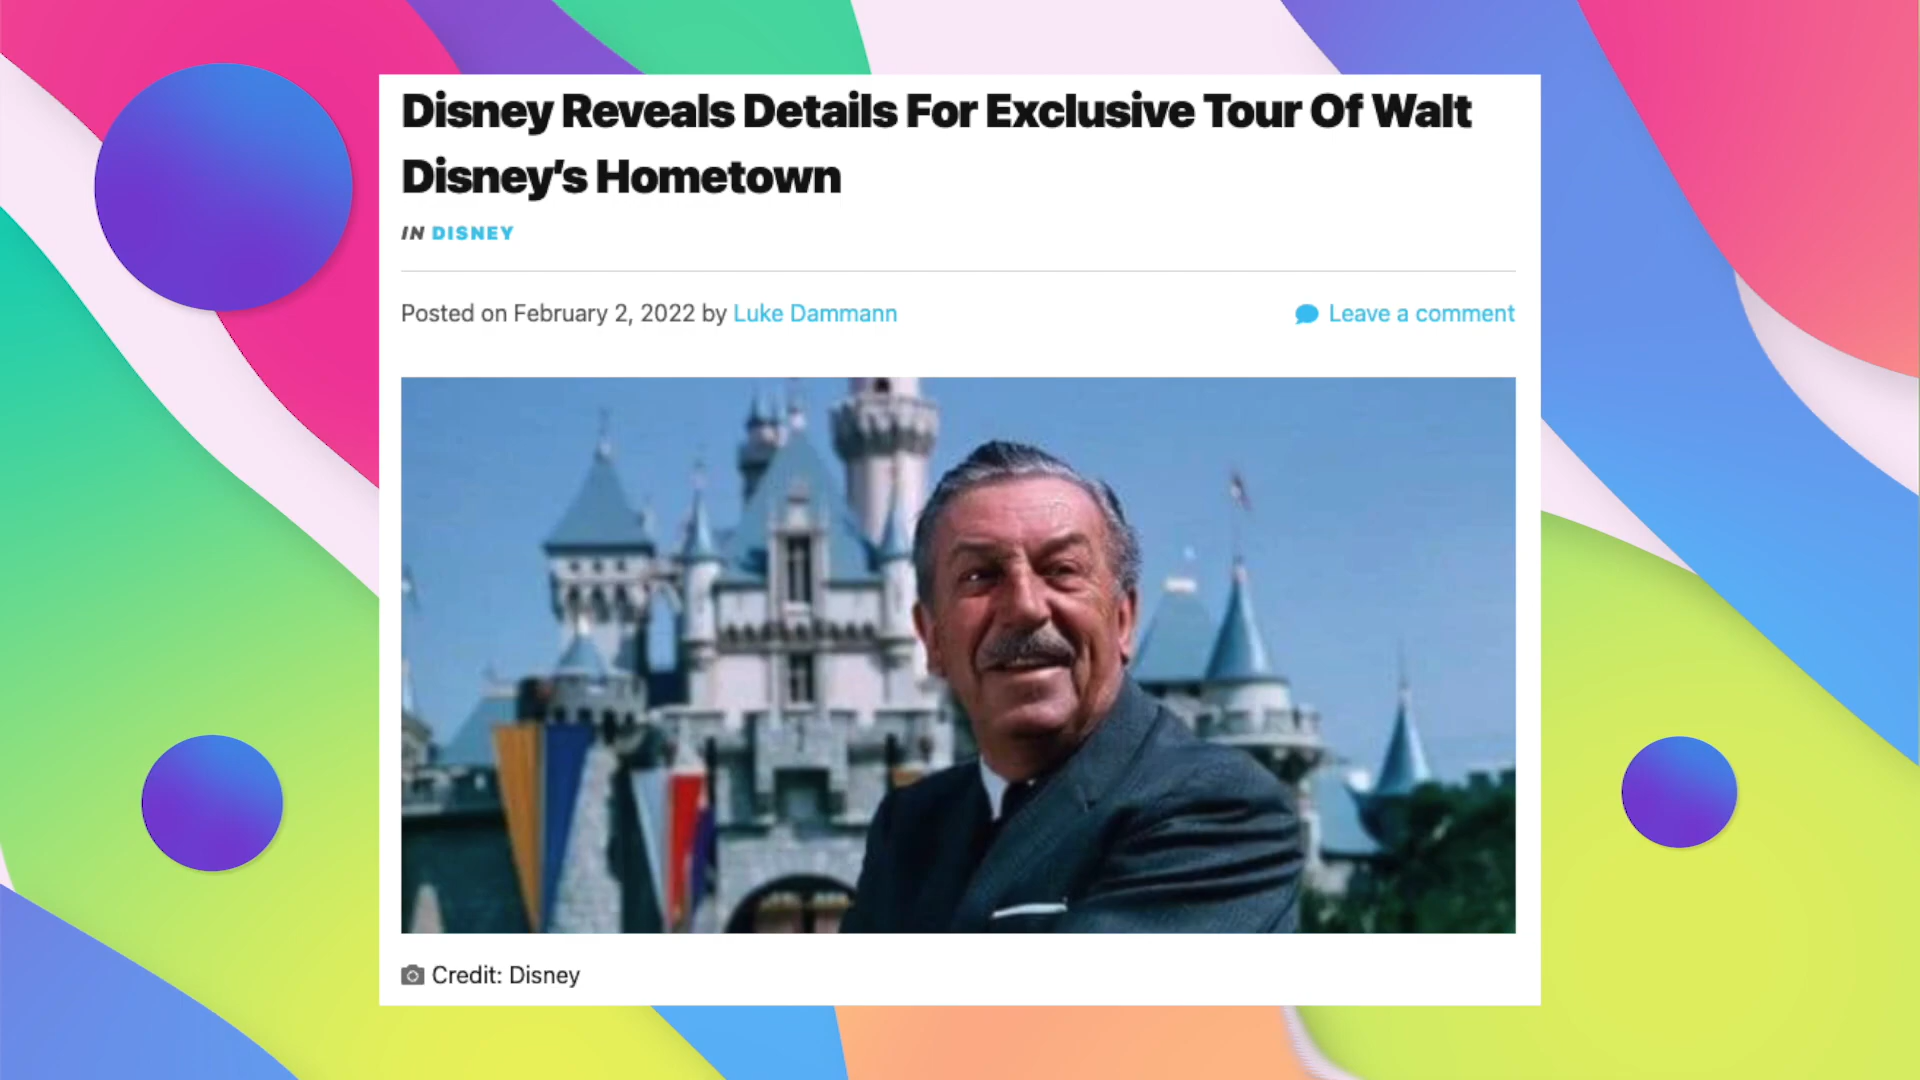 Disney Reveals Details For Exclusive Tour Of Walt
Disney’s Hometown
IN DISNEY
Posted on February 2, 2022 by Luke Dammann
Leave a comment
Credit: Disney